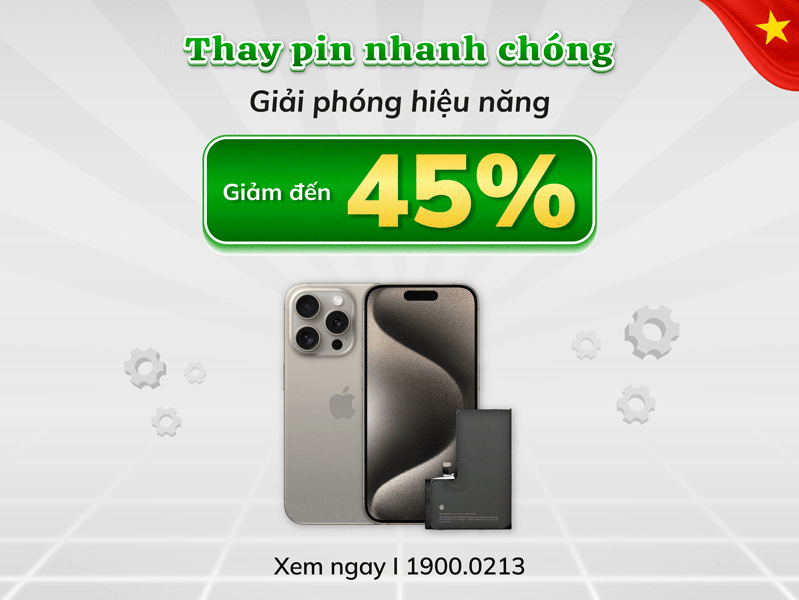 Thay pin nhanh chóng
Giải phóng hiệu năng
Giảm đến 45%
Xem ngay I 1900.0213